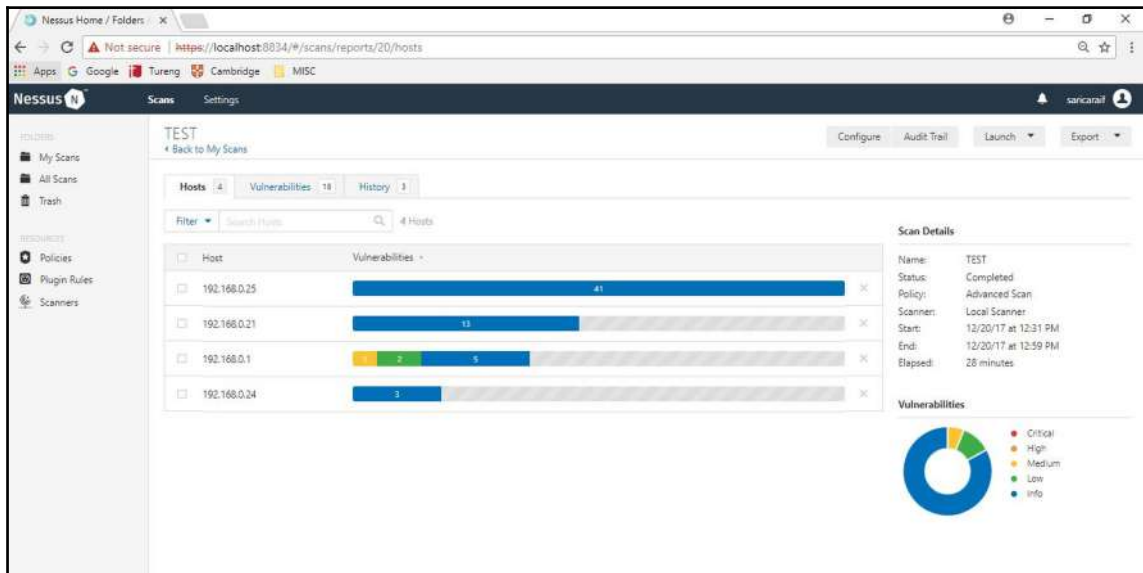 Nessus Home / Folders
Not secure | https://localhost:8834/#/scans/reports/20/hosts
Apps Google Tureng Cambridge MISC
Nessus N Scans Settings saricarail
FOLDERS
My Scans
All Scans
Trash
RESOURCES
Policies
Plugin Rules
Scanners
TEST
Back to My Scans
Configure Audit Trail Launch Export
Hosts 4 Vulnerabilities 18 History 3
Filter Search Hosts 4 Hosts
Host Vulnerabilities
192.168.0.25 41
192.168.0.21 13
192.168.0.1 1 2 5
192.168.0.24 3
Scan Details
Name: TEST
Status: Completed
Policy: Advanced Scan
Scanner: Local Scanner
Start: 12/20/17 at 12:31 PM
End: 12/20/17 at 12:59 PM
Elapsed: 28 minutes
Vulnerabilities
Critical
High
Medium
Low
Info